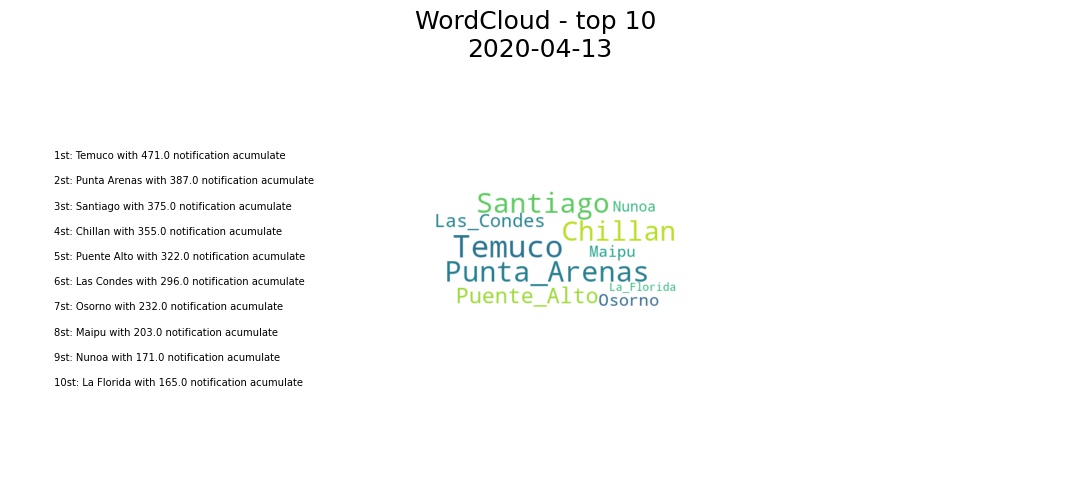 WordCloud - top 10
2020-04-13
1st: Temuco with 471.0 notification acumulate
2st: Punta Arenas with 387.0 notification acumulate
3st: Santiago with 375.0 notification acumulate
4st: Chillan with 355.0 notification acumulate
5st: Puente Alto with 322.0 notification acumulate
6st: Las Condes with 296.0 notification acumulate
7st: Osorno with 232.0 notification acumulate
8st: Maipu with 203.0 notification acumulate
9st: Nunoa with 171.0 notification acumulate
10st: La Florida with 165.0 notification acumulate
Santiago
Nunoa
Las_Condes
Chillan
Temuco
Maipu
Punta_Arenas
La_Florida
Puente_Alto
Osorno